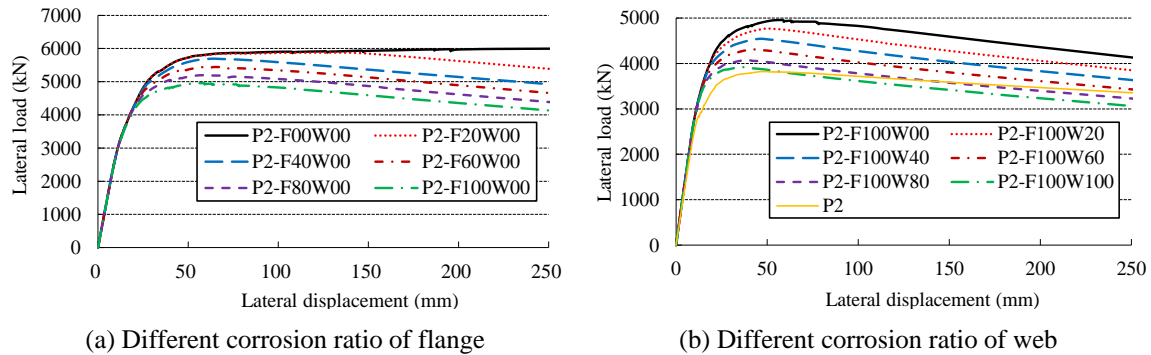 Lateral load (kN)
7000
6000
5000
4000
3000
2000
1000
0
P2-F00W00 P2-F20W00
P2-F40W00 P2-F60W00
P2-F80W00 P2-F100W00
0 50 100 150 200 250
Lateral displacement (mm)
(a) Different corrosion ratio of flange
Lateral load (kN)
5000
4000
3000
2000
1000
0
P2-F100W00 P2-F100W20
P2-F100W40 P2-F100W60
P2-F100W80 P2-F100W100
P2
0 50 100 150 200 250
Lateral displacement (mm)
(b) Different corrosion ratio of web